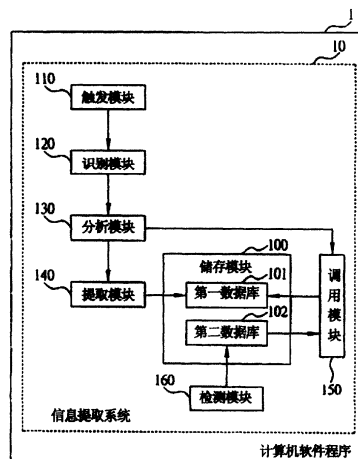 1
10
110
触发模块
120
识别模块
130
分析模块
100
储存模块
140
提取模块
101
第一数据库
102
第二数据库
调用模块
150
160
检测模块
信息提取系统
计算机软件程序